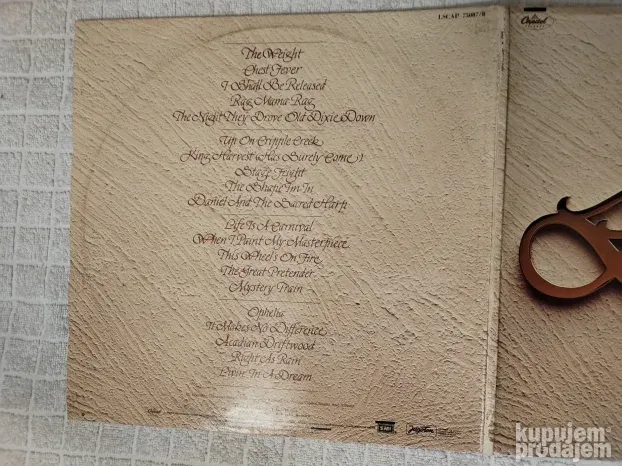 LSCAP 75007/8
Capitol
The Weight
Chest Fever
I Shall Be Released
Rag Mama Rag
The Night They Drove Old Dixie Down
Up On Cripple Creek
King Harvest (Has Surely Come)
Stage Fright
The Shape I'm In
Daniel And The Sacred Harp
Life Is A Carnival
When I Paint My Masterpiece
This Wheel's On Fire
The Great Pretender
Mystery Train
Ophelia
It Makes No Difference
Acadian Driftwood
Right As Rain
Livin' In A Dream
kupujem
prodajem